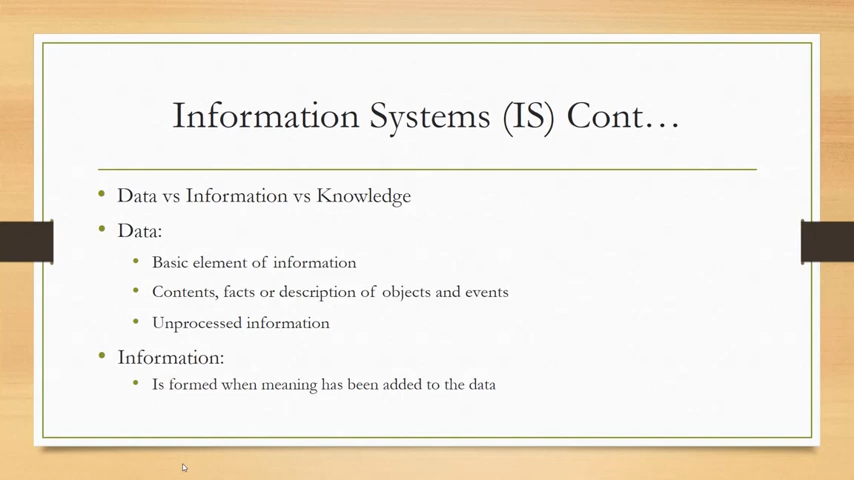 Information Systems (IS) Cont…
• Data vs Information vs Knowledge
• Data:
• Basic element of information
• Contents, facts or description of objects and events
• Unprocessed information
• Information:
• Is formed when meaning has been added to the data